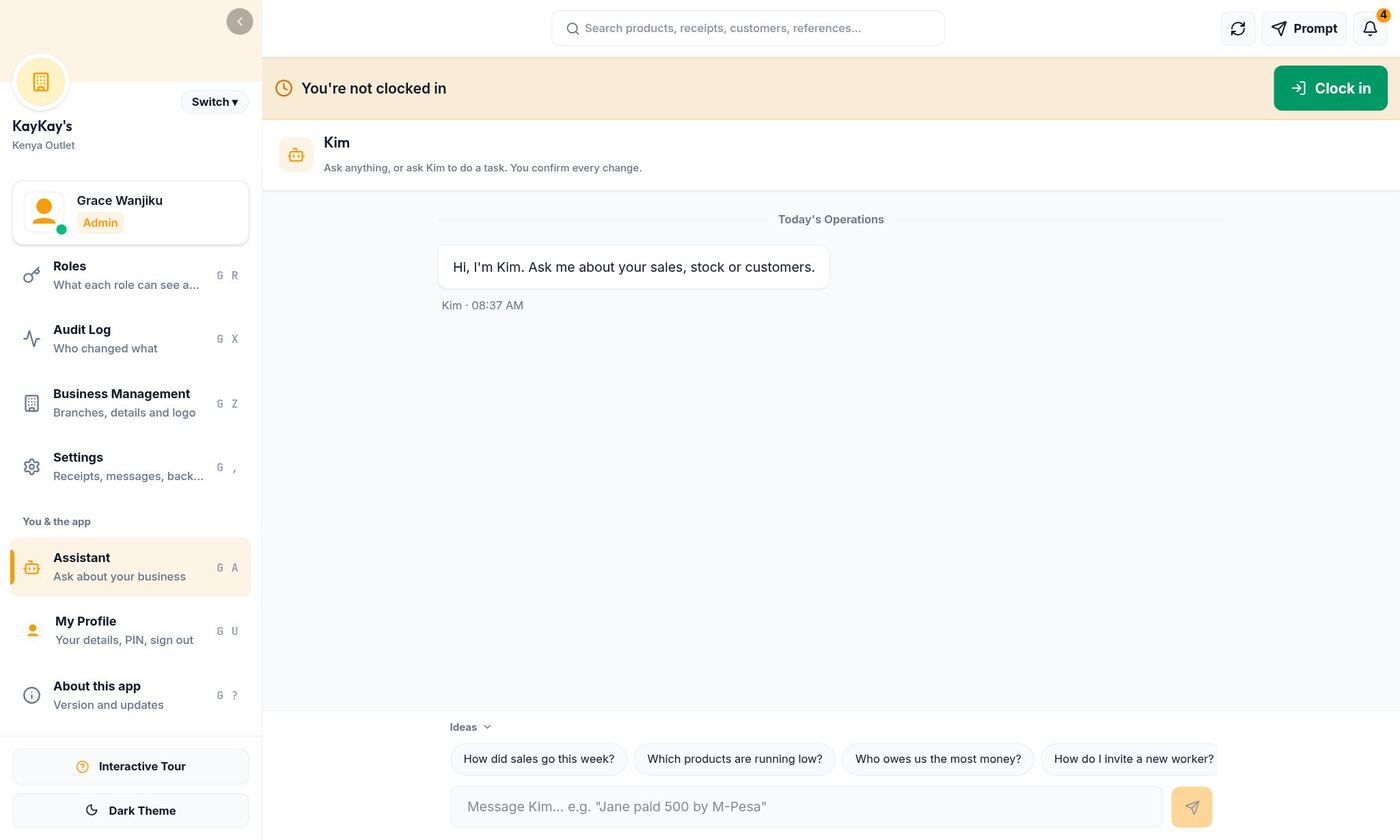 Search products, receipts, customers, references...
Prompt
4
You're not clocked in
Clock in
Switch ▾
KayKay's
Kenya Outlet
Grace Wanjiku
Admin
Roles
What each role can see a...
G R
Audit Log
Who changed what
G X
Business Management
Branches, details and logo
G Z
Settings
Receipts, messages, back...
G ,
You & the app
Assistant
Ask about your business
G A
My Profile
Your details, PIN, sign out
G U
About this app
Version and updates
G ?
Interactive Tour
Dark Theme
Kim
Ask anything, or ask Kim to do a task. You confirm every change.
Today's Operations
Hi, I'm Kim. Ask me about your sales, stock or customers.
Kim · 08:37 AM
Ideas
How did sales go this week?
Which products are running low?
Who owes us the most money?
How do I invite a new worker?
Message Kim... e.g. "Jane paid 500 by M-Pesa"